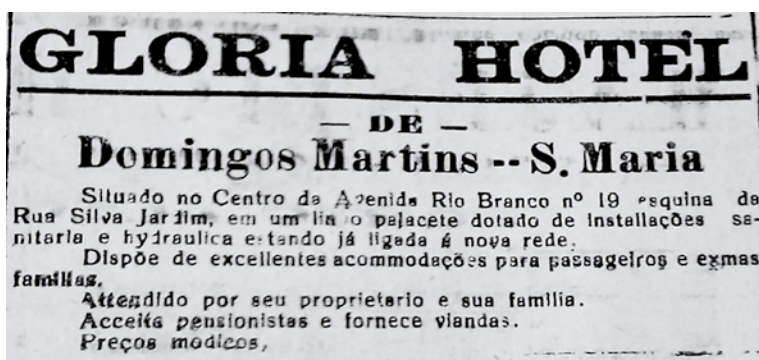 GLORIA HOTEL
— DE —
Domingos Martins -- S. Maria
Situado no Centro da Avenida Rio Branco nº 19 esquina da
Rua Silva Jardim, em um lindo palacete dotado de installações sa-
nitaria e hydraulica estando já ligada á nova rede.
Dispõe de excellentes acommodações para passageiros e exmas
familias.
Attendido por seu proprietario e sua familia.
Acceita pensionistas e fornece viandas.
Preços modicos,